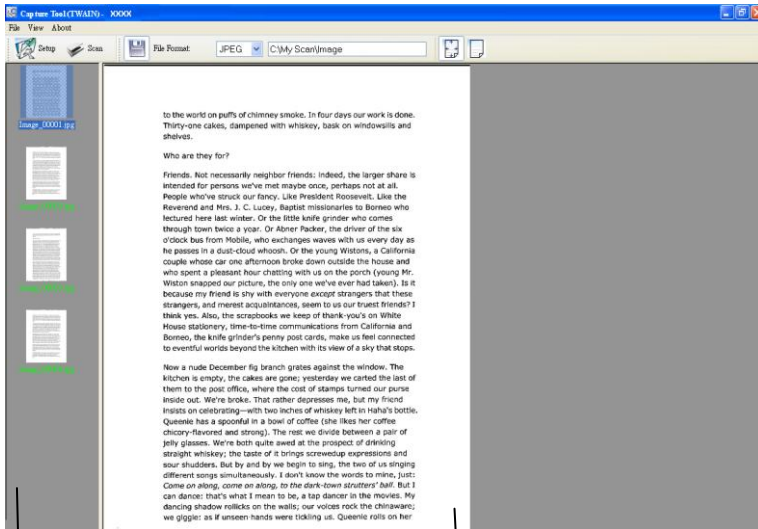 Capture Tool(TWAIN) - XXXX
File View About
Setup Scan File Format: JPEG C:\My Scan\Image
Image_00001.jpg
to the world on puffs of chimney smoke. In four days our work is done.
Thirty-one cakes, dampened with whiskey, bask on windowsills and
shelves.
Who are they for?
Friends. Not necessarily neighbor friends: indeed, the larger share is
intended for persons we've met maybe once, perhaps not at all.
People who've struck our fancy. Like President Roosevelt. Like the
Reverend and Mrs. J. C. Lucey, Baptist missionaries to Borneo who
lectured here last winter. Or the little knife grinder who comes
through town twice a year. Or Abner Packer, the driver of the six
o'clock bus from Mobile, who exchanges waves with us every day as
he passes in a dust-cloud whoosh. Or the young Wistons, a California
couple whose car one afternoon broke down outside the house and
who spent a pleasant hour chatting with us on the porch (young Mr.
Wiston snapped our picture, the only one we've ever had taken). Is it
because my friend is shy with everyone except strangers that these
strangers, and merest acquaintances, seem to us our truest friends? I
think yes. Also, the scrapbooks we keep of thank-you's on White
House stationery, time-to-time communications from California and
Borneo, the knife grinder's penny post cards, make us feel connected
to eventful worlds beyond the kitchen with its view of a sky that stops.
Now a nude December fig branch grates against the window. The
kitchen is empty, the cakes are gone; yesterday we carted the last of
them to the post office, where the cost of stamps turned our purse
inside out. We're broke. That rather depresses me, but my friend
insists on celebrating—with two inches of whiskey left in Haha's bottle.
Queenie has a spoonful in a bowl of coffee (she likes her coffee
chicory-flavored and strong). The rest we divide between a pair of
jelly glasses. We're both quite awed at the prospect of drinking
straight whiskey; the taste of it brings screwedup expressions and
sour shudders. But by and by we begin to sing, the two of us singing
different songs simultaneously. I don't know the words to mine, just:
Come on along, come on along, to the dark-town strutters' ball. But I
can dance: that's what I mean to be, a tap dancer in the movies. My
dancing shadow rollicks on the walls; our voices rock the chinaware;
we giggle: as if unseen hands were tickling us. Queenie rolls on her